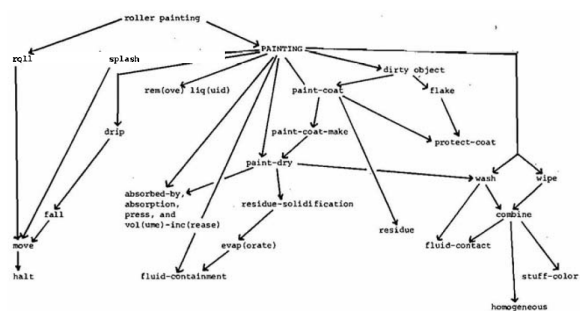 roller painting
roll
splash
PAINTING
dirty object
rem(ove) liq(uid)
paint-coat
flake
drip
paint-coat-make
protect-coat
paint-dry
wash
wipe
absorbed-by,
absorption,
press, and
vol(ume)-inc(rease)
residue-solidification
fall
combine
residue
move
evap(orate)
fluid-contact
halt
fluid-containment
stuff-color
homogeneous